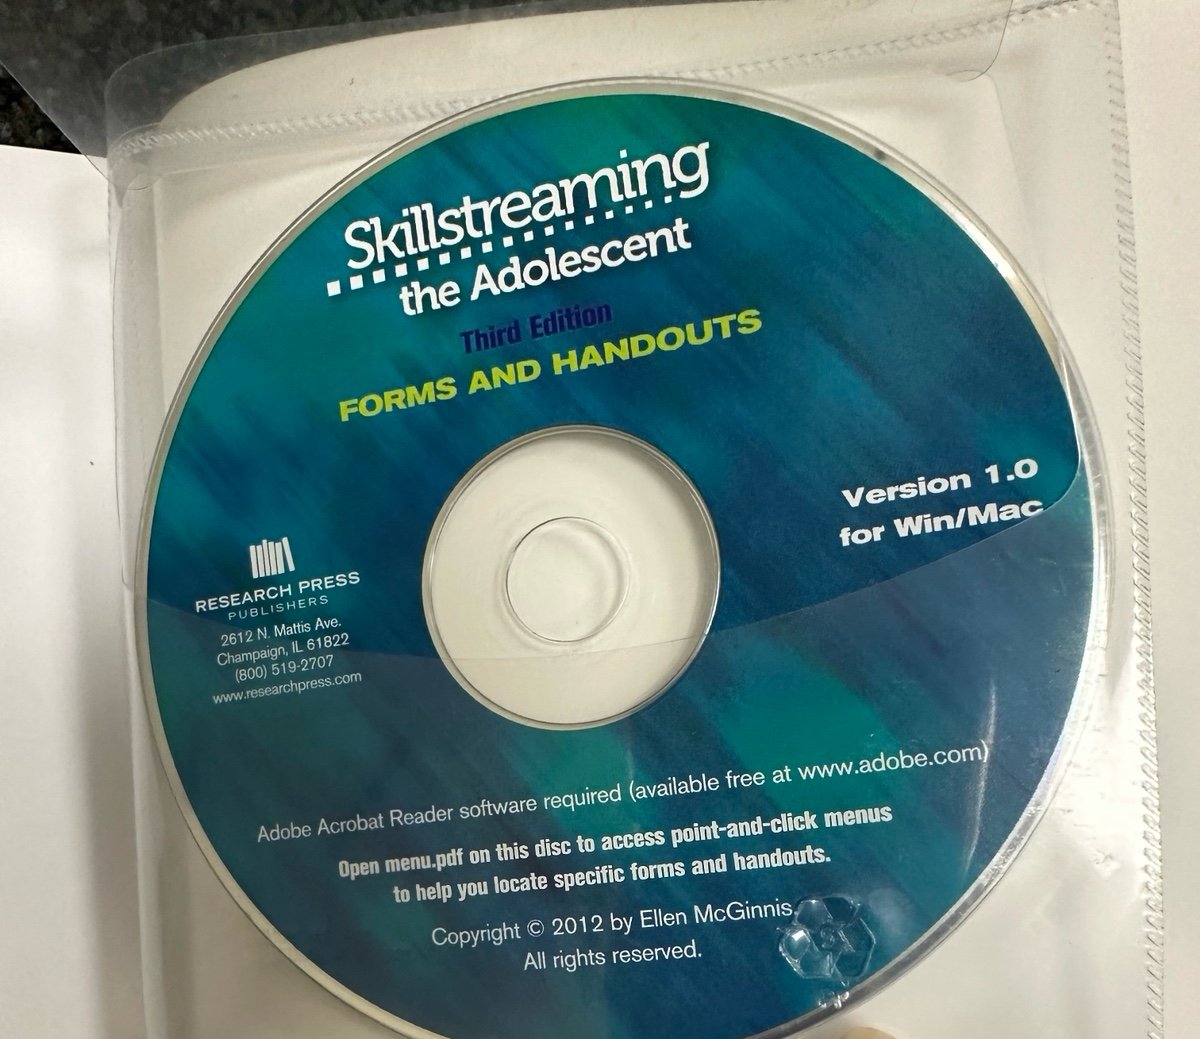 Skillstreaming
the Adolescent
Third Edition
FORMS AND HANDOUTS
Version 1.0
for Win/Mac
RESEARCH PRESS
PUBLISHERS
2612 N. Mattis Ave.
Champaign, IL 61822
(800) 519-2707
www.researchpress.com
Adobe Acrobat Reader software required (available free at www.adobe.com)
Open menu.pdf on this disc to access point-and-click menus
to help you locate specific forms and handouts.
Copyright © 2012 by Ellen McGinnis.
All rights reserved.